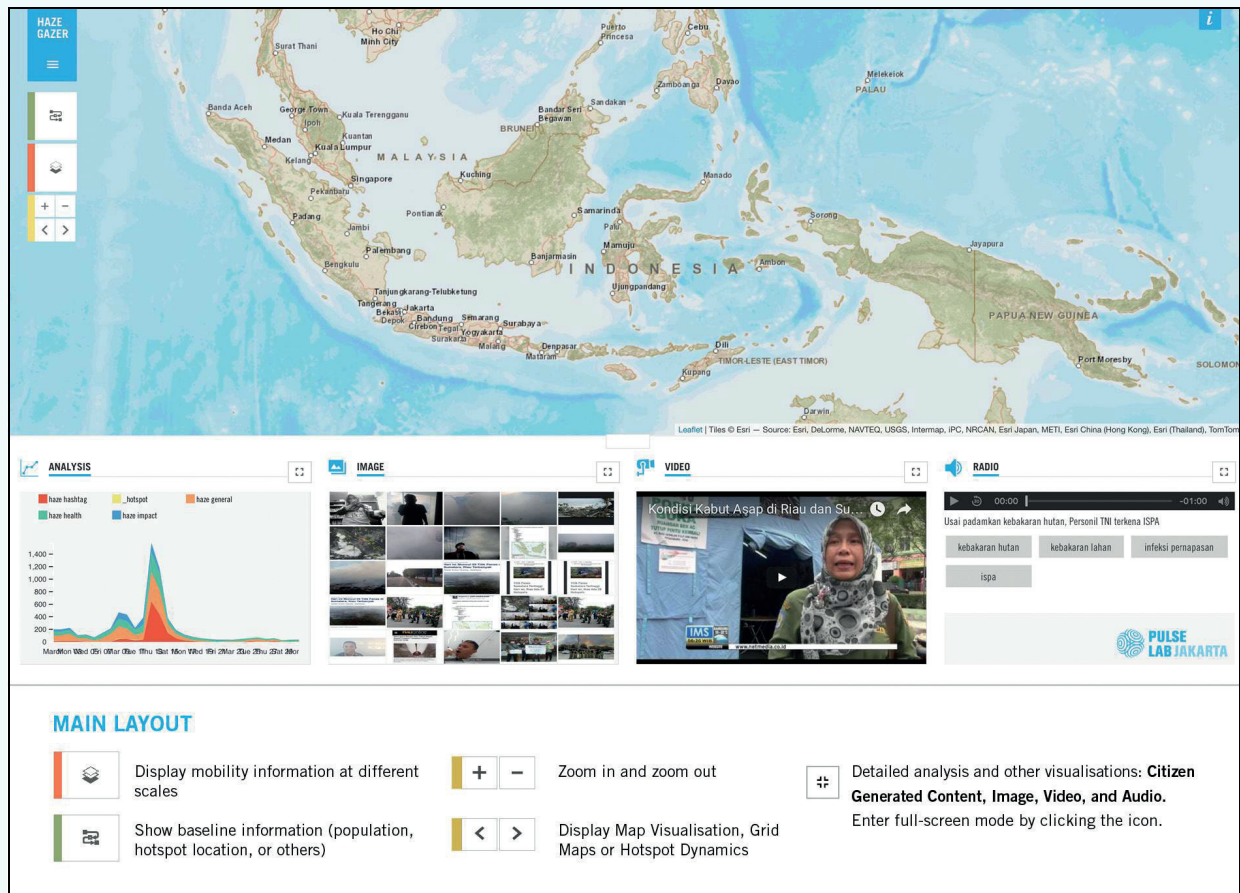 HAZE
GAZER
i
Ho Chi
Minh City
Puerto
Princesa
Cebu
Surat Thani
Melekeiok
PALAU
Zamboanga
Davao
Banda Aceh
George Town
Ipoh
Kuala Terengganu
Bandar Seri
Begawan
Sandakan
BRUNEI
Kuantan
Medan
Kuala Lumpur
Kelang
MALAYSIA
Singapore
Kuching
Manado
Pekanbaru
Pontianak
Samarinda
Sorong
Padang
Palu
Jambi
Palembang
Mamuju
Jayapura
Bengkulu
Banjarmasin
INDONESIA
Ambon
Ujungpandang
Tanjungkarang-Telubketung
Tangerang
Jakarta
Bekasi
Depok
Bandung
Semarang
Surabaya
Cirebon
Tegal
Yogyakarta
Surakarta
Malang
Denpasar
Mataram
PAPUA NEW GUINEA
Dili
TIMOR-LESTE (EAST TIMOR)
Kupang
Port Moresby
SOLOMON
Darwin
Leaflet | Tiles © Esri — Source: Esri, DeLorme, NAVTEQ, USGS, Intermap, iPC, NRCAN, Esri Japan, METI, Esri China (Hong Kong), Esri (Thailand), TomTom
ANALYSIS
haze hashtag
_hotspot
haze general
haze health
haze impact
1,400
1,200
1,000
800
600
400
200
0
IMAGE
VIDEO
Kondisi Kabut Asap di Riau dan Su...
IMS
www.netmedia.co.id
RADIO
00:00
-01:00
Usai padamkan kebakaran hutan, Personil TNI terkena ISPA
kebakaran hutan
kebakaran lahan
infeksi pernapasan
ispa
PULSE
LAB JAKARTA
MAIN LAYOUT
Display mobility information at different
scales
Show baseline information (population,
hotspot location, or others)
+ −
Zoom in and zoom out
< >
Display Map Visualisation, Grid
Maps or Hotspot Dynamics
Detailed analysis and other visualisations: Citizen
Generated Content, Image, Video, and Audio.
Enter full-screen mode by clicking the icon.